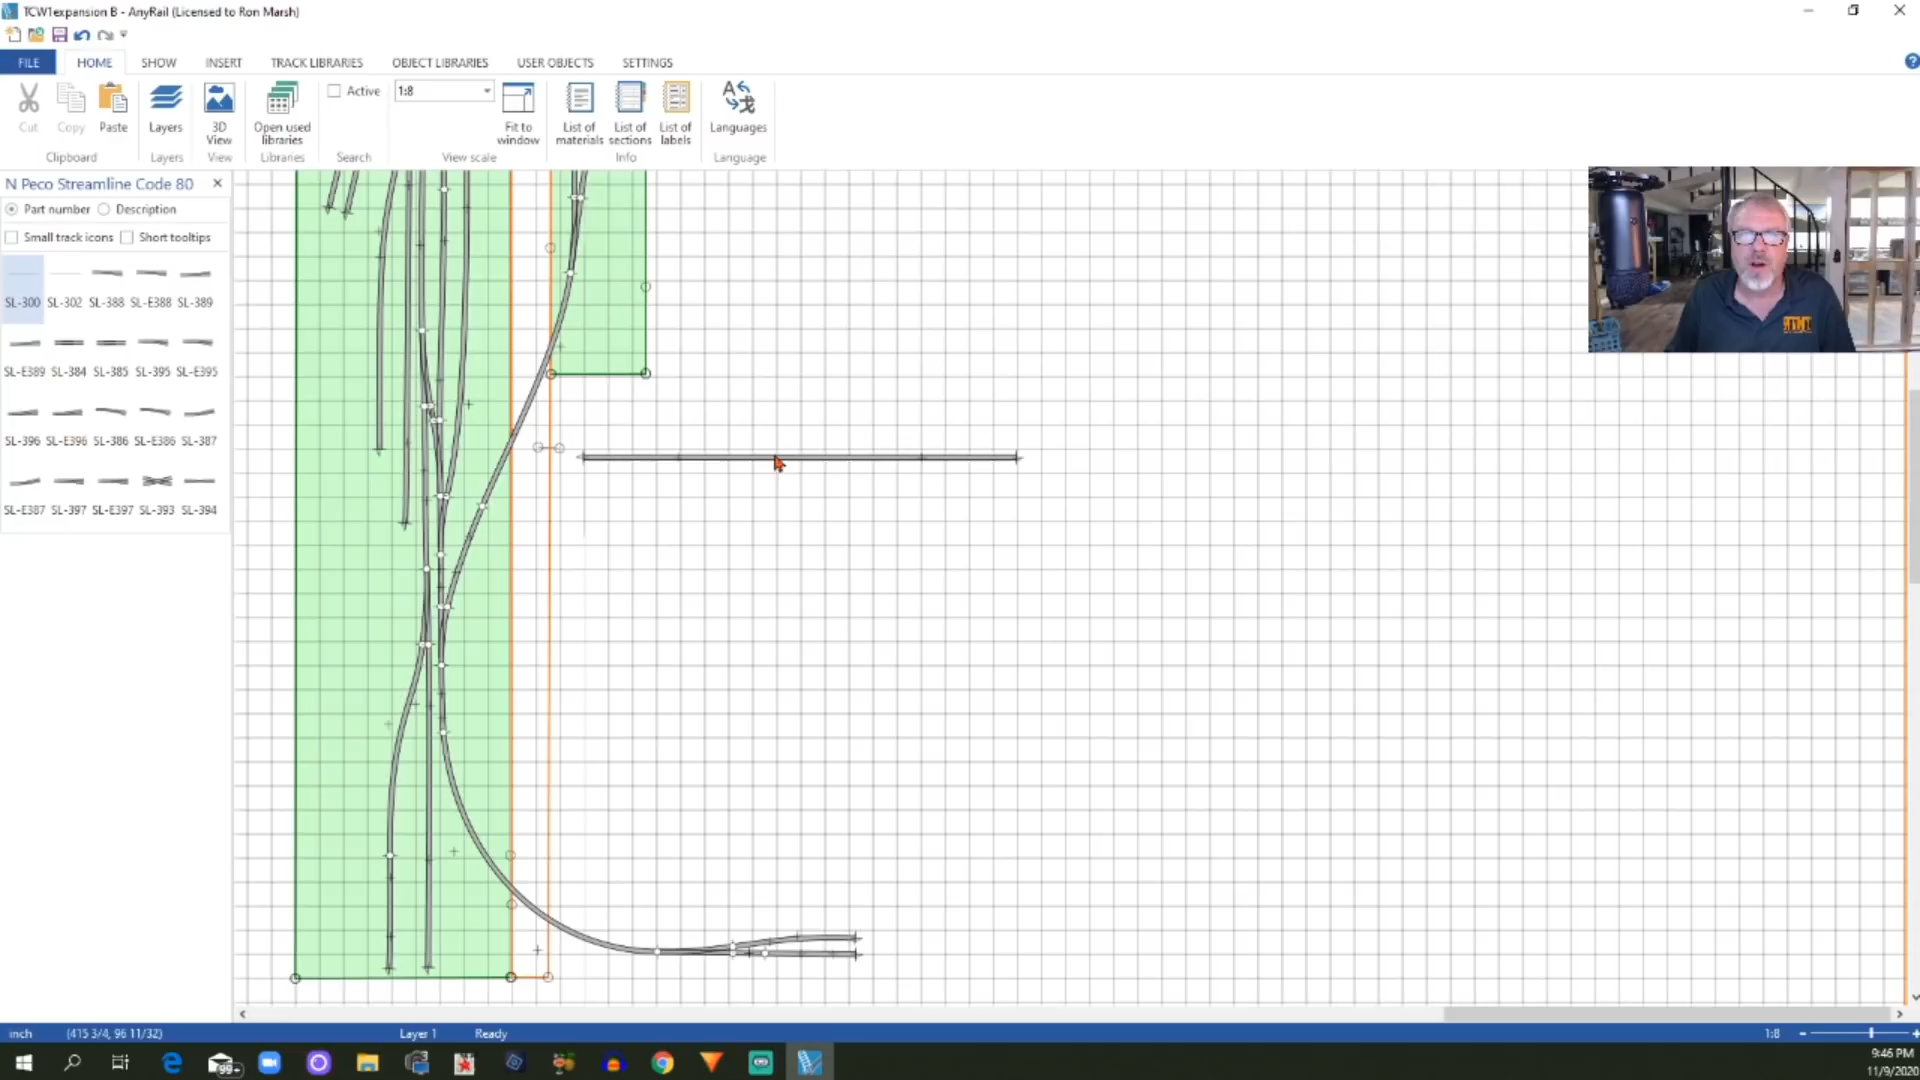 TCW1expansion B - AnyRail (Licensed to Ron Marsh)
FILE HOME SHOW INSERT TRACK LIBRARIES OBJECT LIBRARIES USER OBJECTS SETTINGS
Active 1:8
Cut Copy Paste Layers 3D View Open used libraries Fit to window List of materials List of sections List of labels Languages
Clipboard Layers View Libraries Search View scale Info Language
N Peco Streamline Code 80
Part number Description
Small track icons Short tooltips
SL-300 SL-302 SL-388 SL-E388 SL-389
SL-E389 SL-384 SL-385 SL-395 SL-E395
SL-396 SL-E396 SL-386 SL-E386 SL-387
SL-E387 SL-397 SL-E397 SL-393 SL-394
inch (415 3/4, 96 11/32) Layer 1 Ready 1:8
99+
9:46 PM
11/9/2020